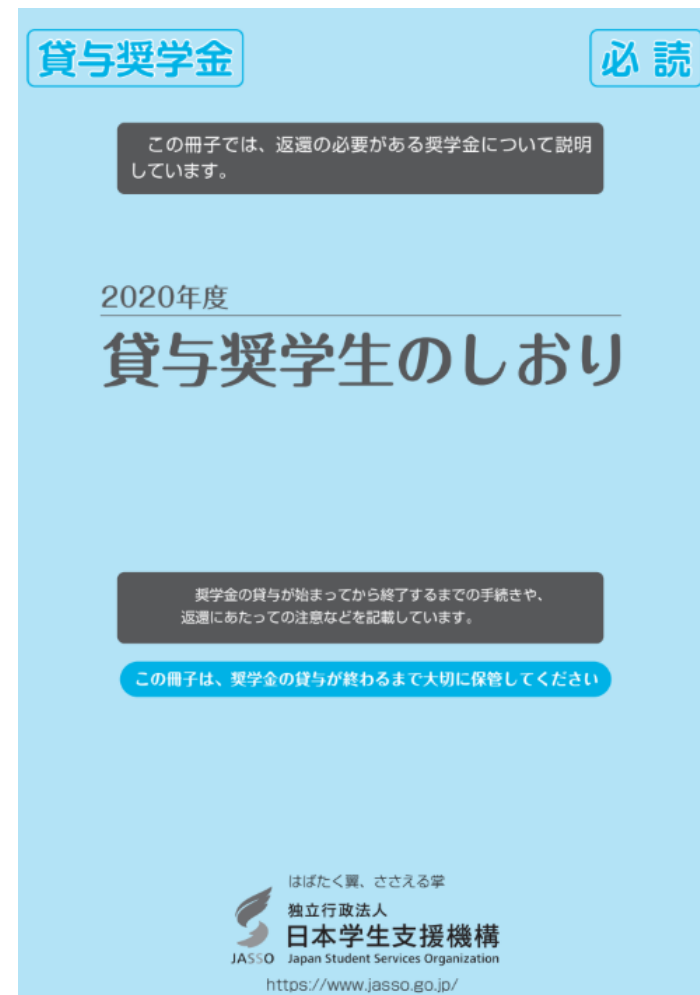 貸与奨学金
必読
この冊子では、返還の必要がある奨学金について説明
しています。
2020年度
貸与奨学生のしおり
奨学金の貸与が始まってから終了するまでの手続きや、
返還にあたっての注意などを記載しています。
この冊子は、奨学金の貸与が終わるまで大切に保管してください
はばたく翼、ささえる掌
独立行政法人
日本学生支援機構
JASSO Japan Student Services Organization
https://www.jasso.go.jp/